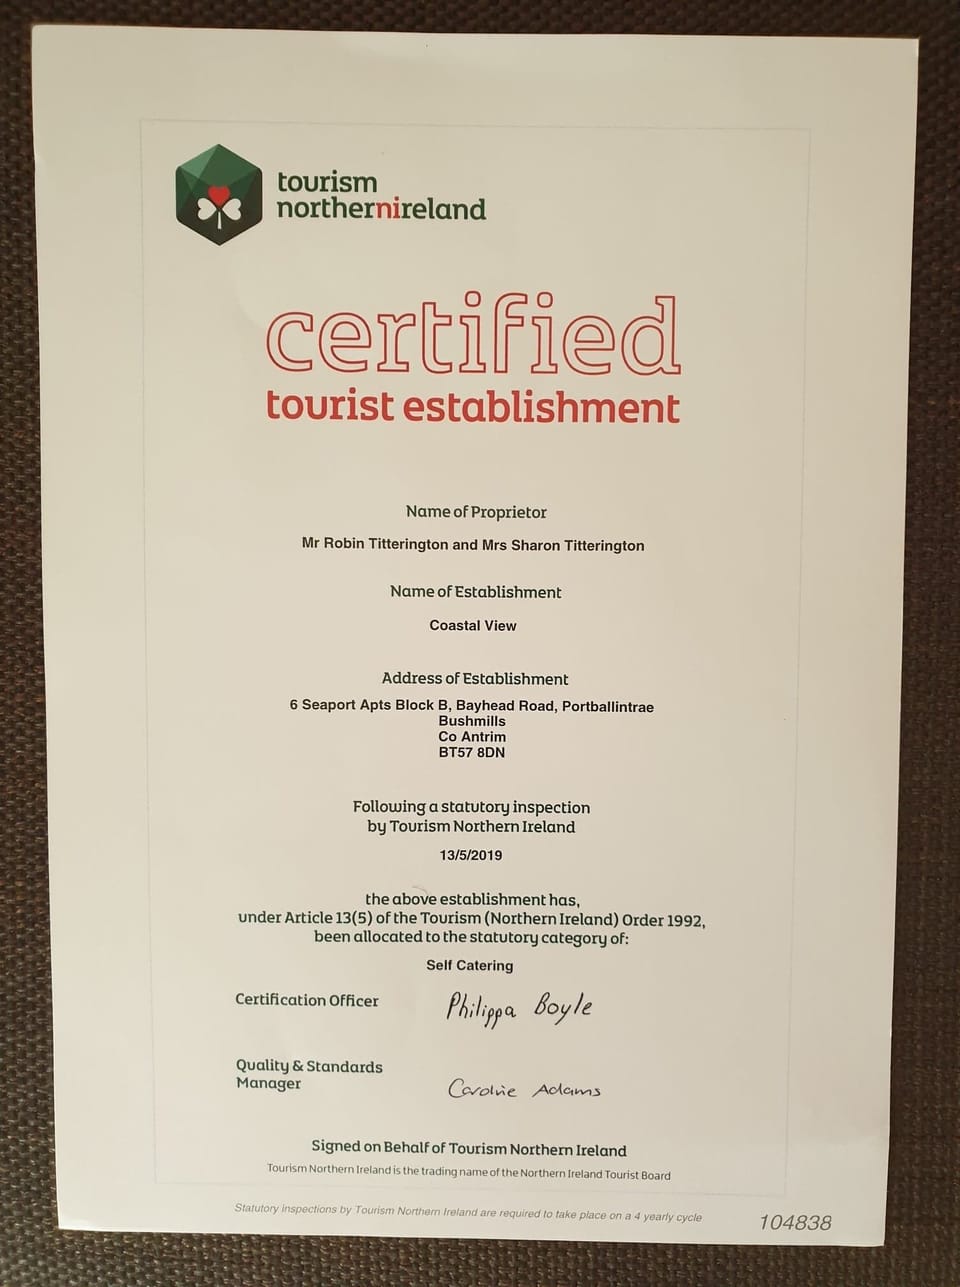 tourism
northernireland
certified
tourist establishment
Name of Proprietor
Mr Robin Titterington and Mrs Sharon Titterington
Name of Establishment
Coastal View
Address of Establishment
6 Seaport Apts Block B, Bayhead Road, Portballintrae
Bushmills
Co Antrim
BT57 8DN
Following a statutory inspection
by Tourism Northern Ireland
13/5/2019
the above establishment has,
under Article 13(5) of the Tourism (Northern Ireland) Order 1992,
been allocated to the statutory category of:
Self Catering
Certification Officer
Philippa Boyle
Quality & Standards
Manager
Caroline Adams
Signed on Behalf of Tourism Northern Ireland
Tourism Northern Ireland is the trading name of the Northern Ireland Tourist Board
Statutory inspections by Tourism Northern Ireland are required to take place on a 4 yearly cycle
104838